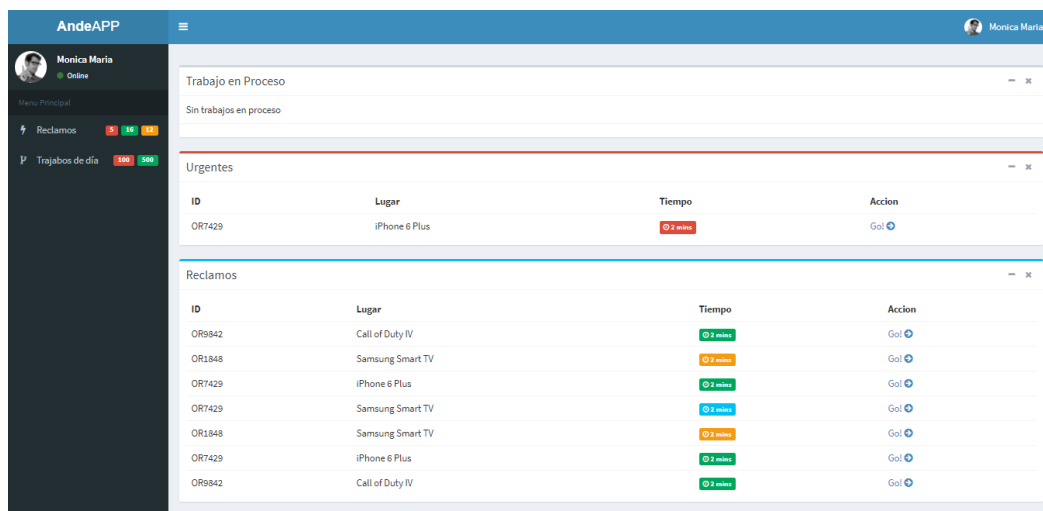 AndeAPP
Monica Maria
Monica Maria
Online
Menu Principal
Reclamos 5 16 12
Trajabos de día 100 500
Trabajo en Proceso
Sin trabajos en proceso
Urgentes
ID Lugar Tiempo Accion
OR7429 iPhone 6 Plus 2 mins Go!
Reclamos
ID Lugar Tiempo Accion
OR9842 Call of Duty IV 2 mins Go!
OR1848 Samsung Smart TV 2 mins Go!
OR7429 iPhone 6 Plus 2 mins Go!
OR7429 Samsung Smart TV 2 mins Go!
OR1848 Samsung Smart TV 2 mins Go!
OR7429 iPhone 6 Plus 2 mins Go!
OR9842 Call of Duty IV 2 mins Go!